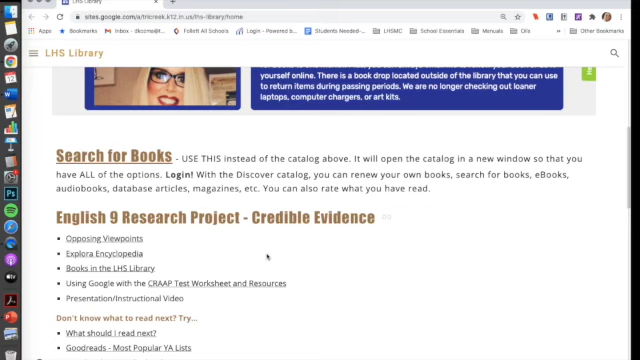 sites.google.com/a/tricreek.k12.in.us/lhs-library/home
Apps
Bookmarks
Follett All Schools
Login - Powered b...
Students Needed-...
LHSMC
School Essentials
Manuals
Oils
Other Bookmarks
LHS Library
yourself online. There is a book drop located outside of the library that you can use
to return items during passing periods. We are no longer checking out loaner
laptops, computer chargers, or art kits.
Search for Books - USE THIS instead of the catalog above. It will open the catalog in a new window so that you
have ALL of the options. Login! With the Discover catalog, you can renew your own books, search for books, eBooks,
audiobooks, database articles, magazines, etc. You can also rate what you have read.
English 9 Research Project - Credible Evidence
Opposing Viewpoints
Explora Encyclopedia
Books in the LHS Library
Using Google with the CRAAP Test Worksheet and Resources
Presentation/Instructional Video
Don't know what to read next? Try...
What should I read next?
Goodreads - Most Popular YA Lists